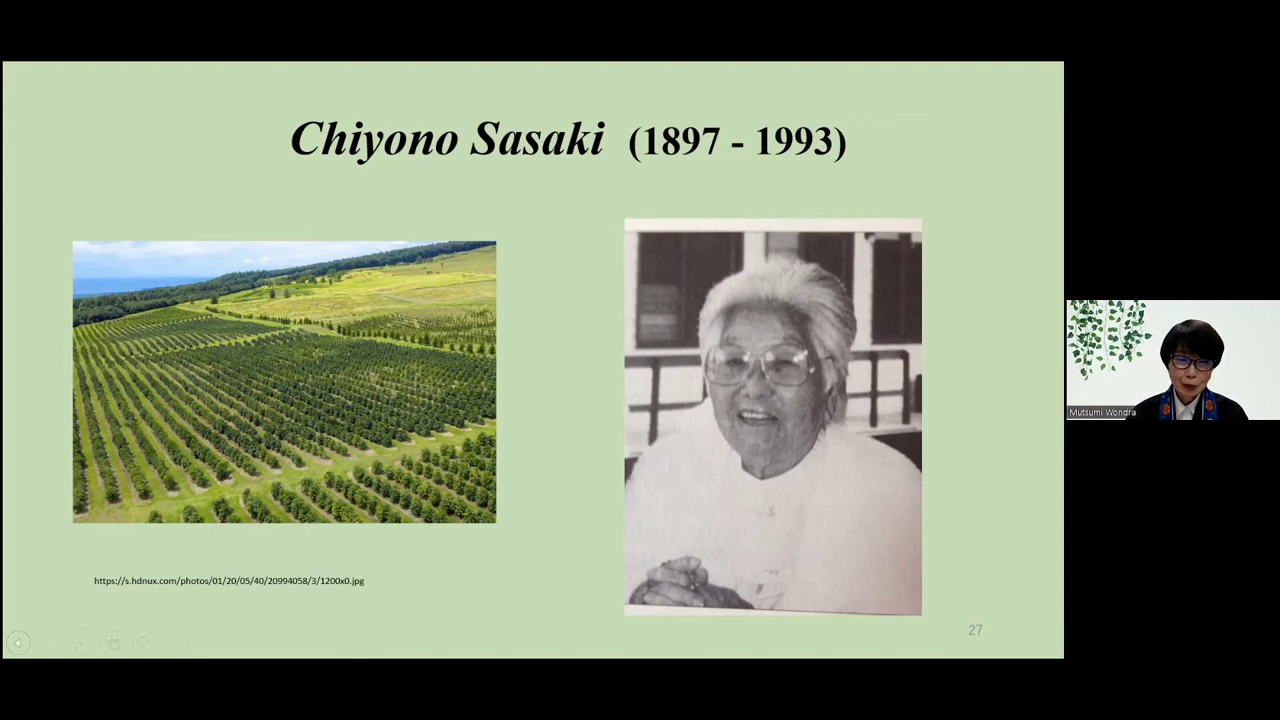 Chiyono Sasaki (1897 - 1993)
https://s.hdnux.com/photos/01/20/05/40/20994058/3/1200x0.jpg
27
Mutsumi Wondra